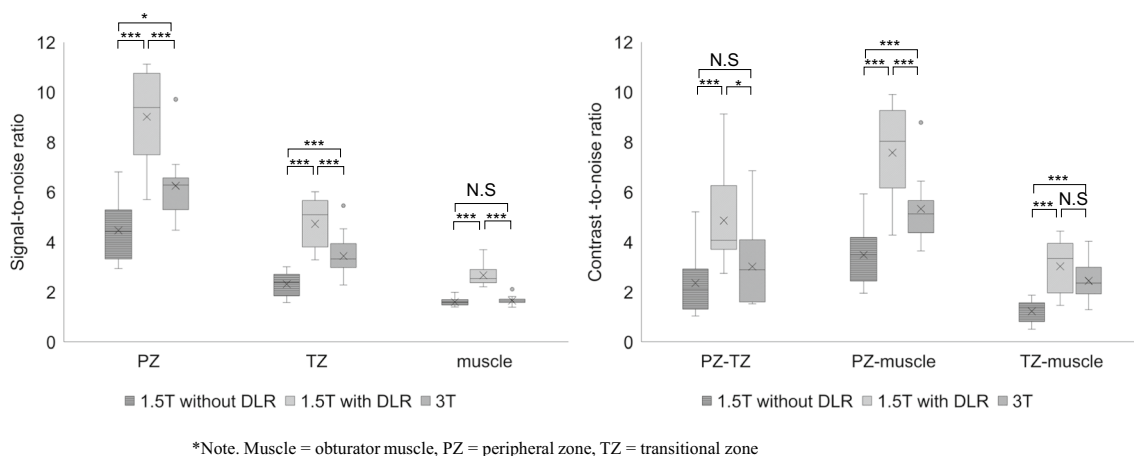 *
*** ***
12
10
8
6
4
2
0
Signal-to-noise ratio
***
*** ***
N.S
*** ***
PZ TZ muscle
1.5T without DLR 1.5T with DLR 3T
12
10
8
6
4
2
0
Contrast -to-noise ratio
N.S
*** *
***
*** ***
***
*** N.S
PZ-TZ PZ-muscle TZ-muscle
1.5T without DLR 1.5T with DLR 3T
*Note. Muscle = obturator muscle, PZ = peripheral zone, TZ = transitional zone